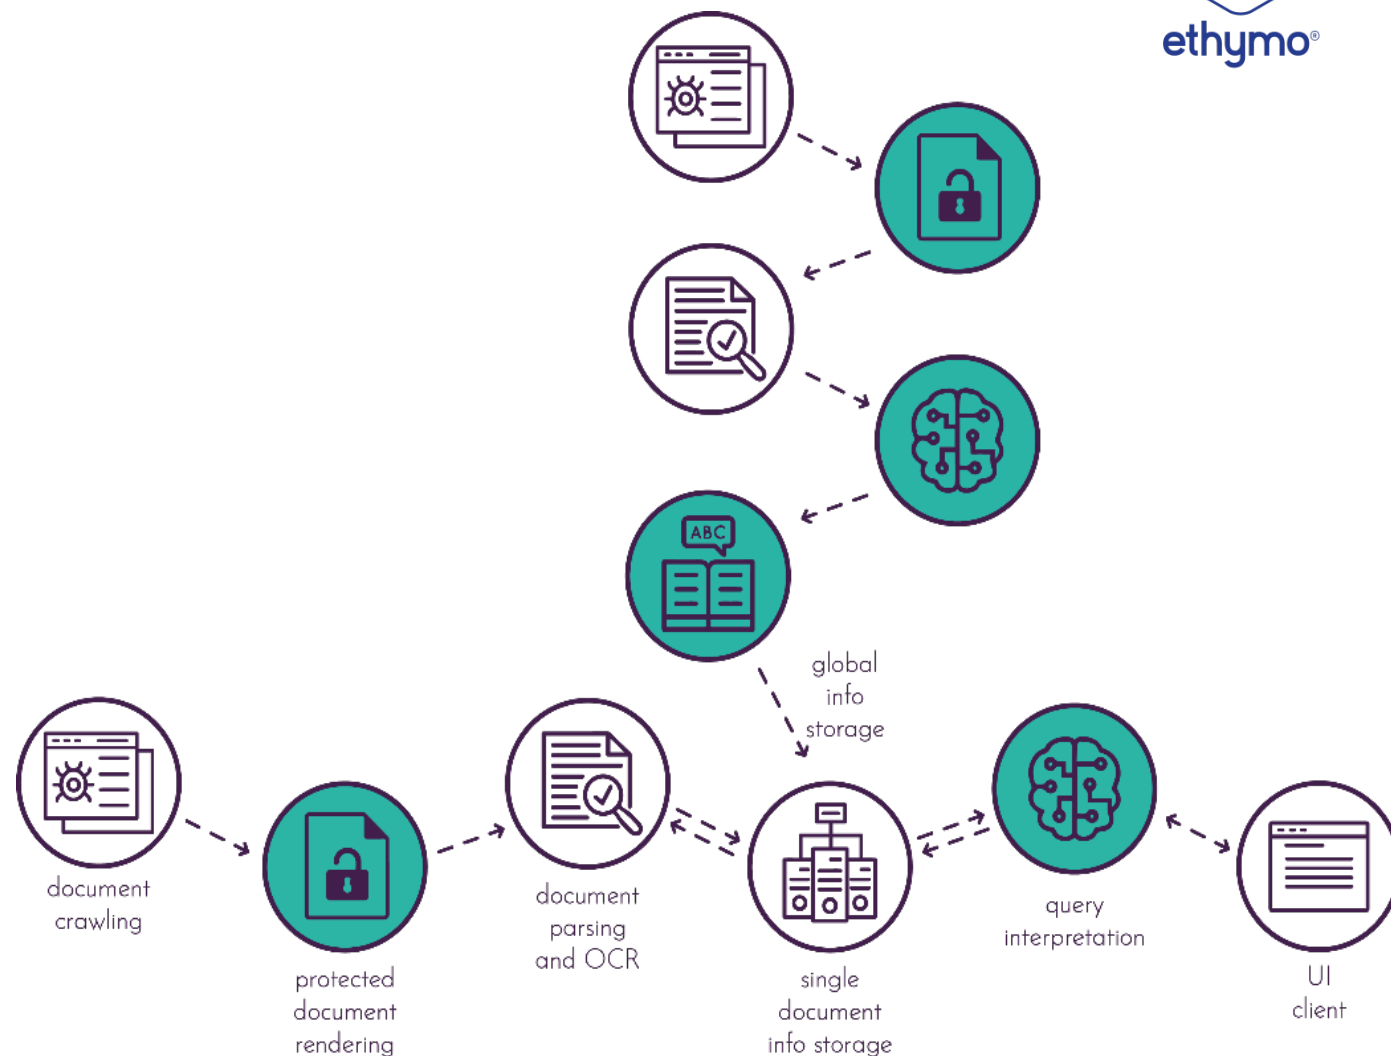 ethymo®
ABC
global
info
storage
document
crawling
protected
document
rendering
document
parsing
and OCR
single
document
info storage
query
interpretation
UI
client